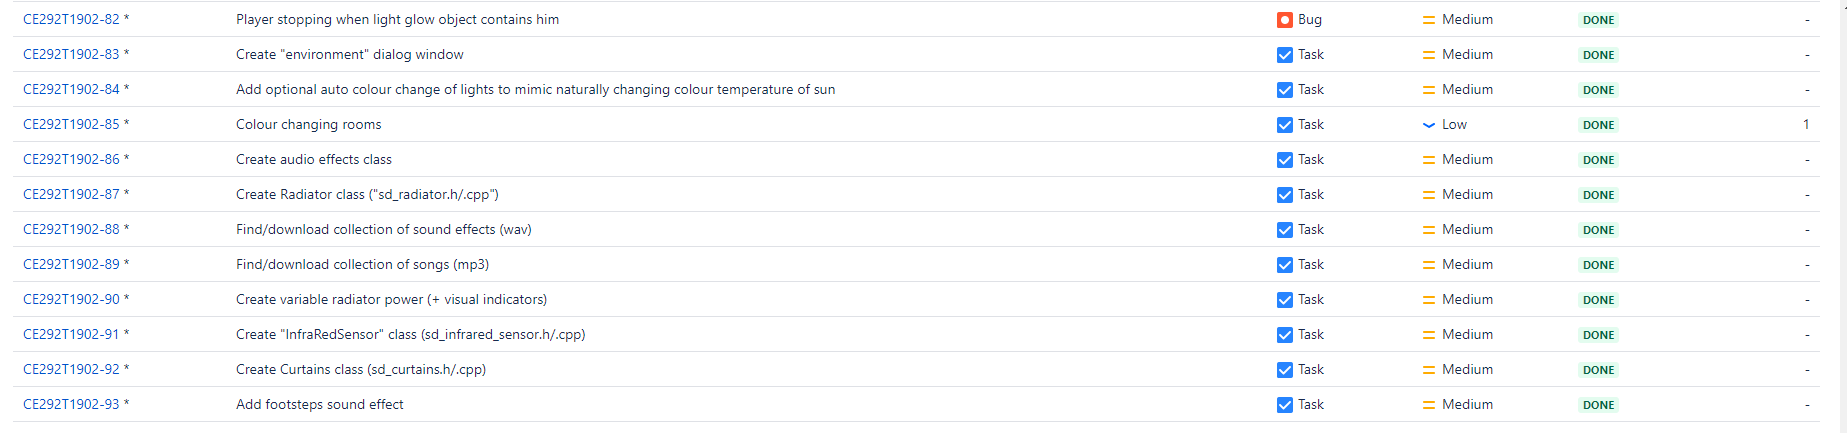 CE292T1902-82 * Player stopping when light glow object contains him Bug Medium DONE -
CE292T1902-83 * Create "environment" dialog window Task Medium DONE -
CE292T1902-84 * Add optional auto colour change of lights to mimic naturally changing colour temperature of sun Task Medium DONE -
CE292T1902-85 * Colour changing rooms Task Low DONE 1
CE292T1902-86 * Create audio effects class Task Medium DONE -
CE292T1902-87 * Create Radiator class ("sd_radiator.h/.cpp") Task Medium DONE -
CE292T1902-88 * Find/download collection of sound effects (wav) Task Medium DONE -
CE292T1902-89 * Find/download collection of songs (mp3) Task Medium DONE -
CE292T1902-90 * Create variable radiator power (+ visual indicators) Task Medium DONE -
CE292T1902-91 * Create "InfraRedSensor" class (sd_infrared_sensor.h/.cpp) Task Medium DONE -
CE292T1902-92 * Create Curtains class (sd_curtains.h/.cpp) Task Medium DONE -
CE292T1902-93 * Add footsteps sound effect Task Medium DONE -